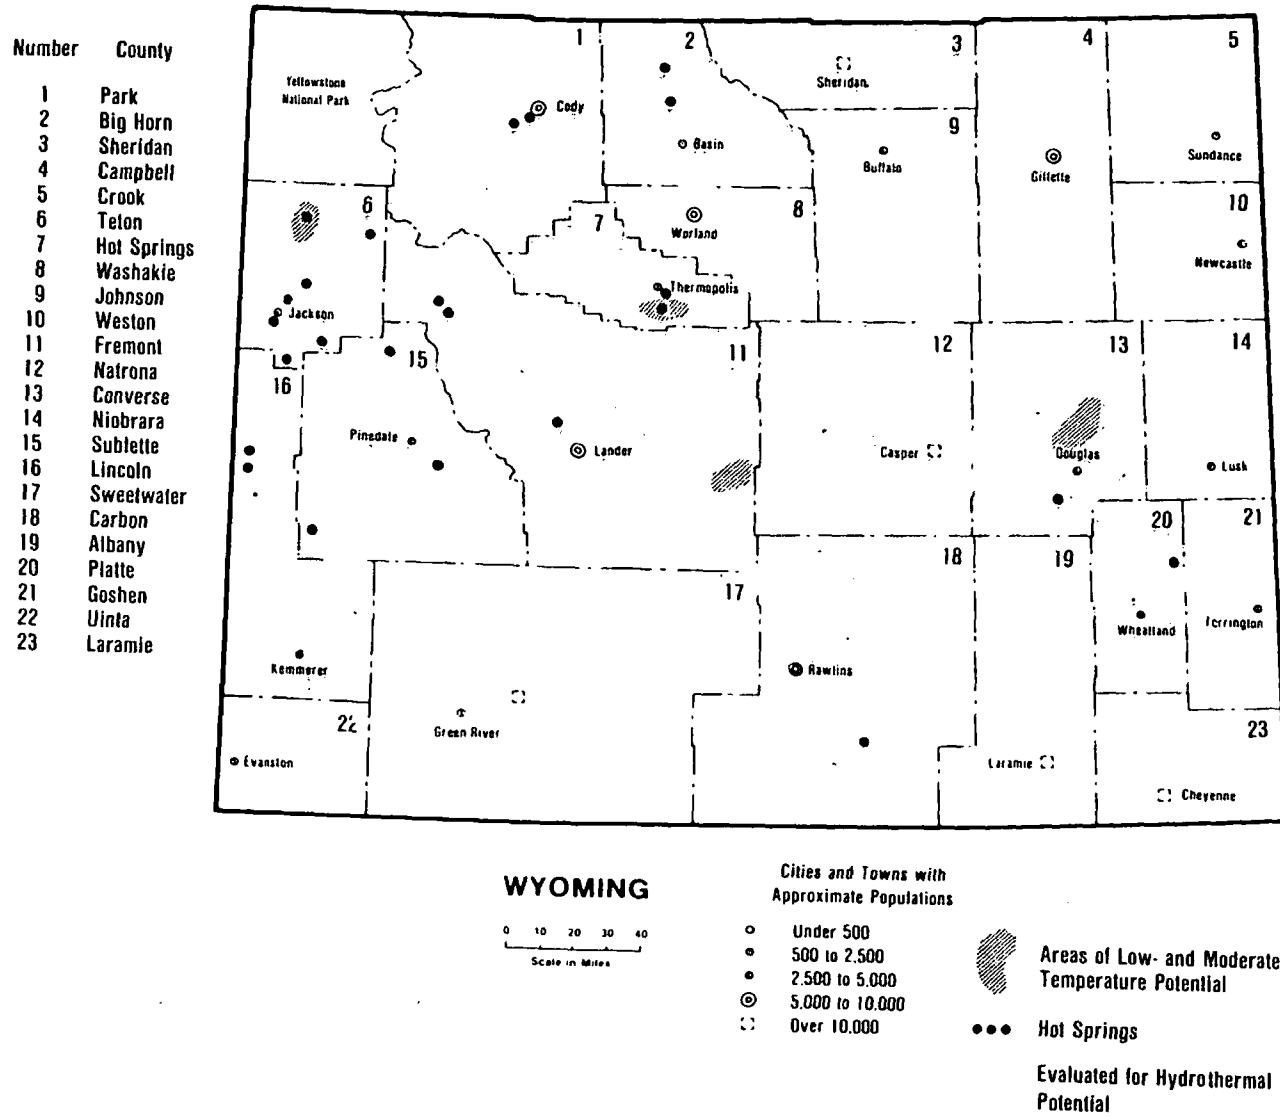 Number County
1 Park
2 Big Horn
3 Sheridan
4 Campbell
5 Crook
6 Teton
7 Hot Springs
8 Washakie
9 Johnson
10 Weston
11 Fremont
12 Natrona
13 Converse
14 Niobrara
15 Sublette
16 Lincoln
17 Sweetwater
18 Carbon
19 Albany
20 Platte
21 Goshen
22 Uinta
23 Laramie
1
2
3
4
5
Yellowstone
National Park
Sheridan
Cody
Basin
9
Buffalo
Gillette
Sundance
6
7
8
10
Worland
Newcastle
Thermopolis
Jackson
15
11
12
13
14
16
Pinedale
Lander
Casper
Douglas
Lusk
20
21
17
18
19
Wheatland
Torrington
Kemmerer
Rawlins
22
Green River
23
Evanston
Laramie
Cheyenne
WYOMING
0 10 20 30 40
Scale in Miles
Cities and Towns with
Approximate Populations
Under 500
500 to 2,500
2,500 to 5,000
5,000 to 10,000
Over 10,000
Areas of Low- and Moderate
Temperature Potential
Hot Springs
Evaluated for Hydrothermal
Potential